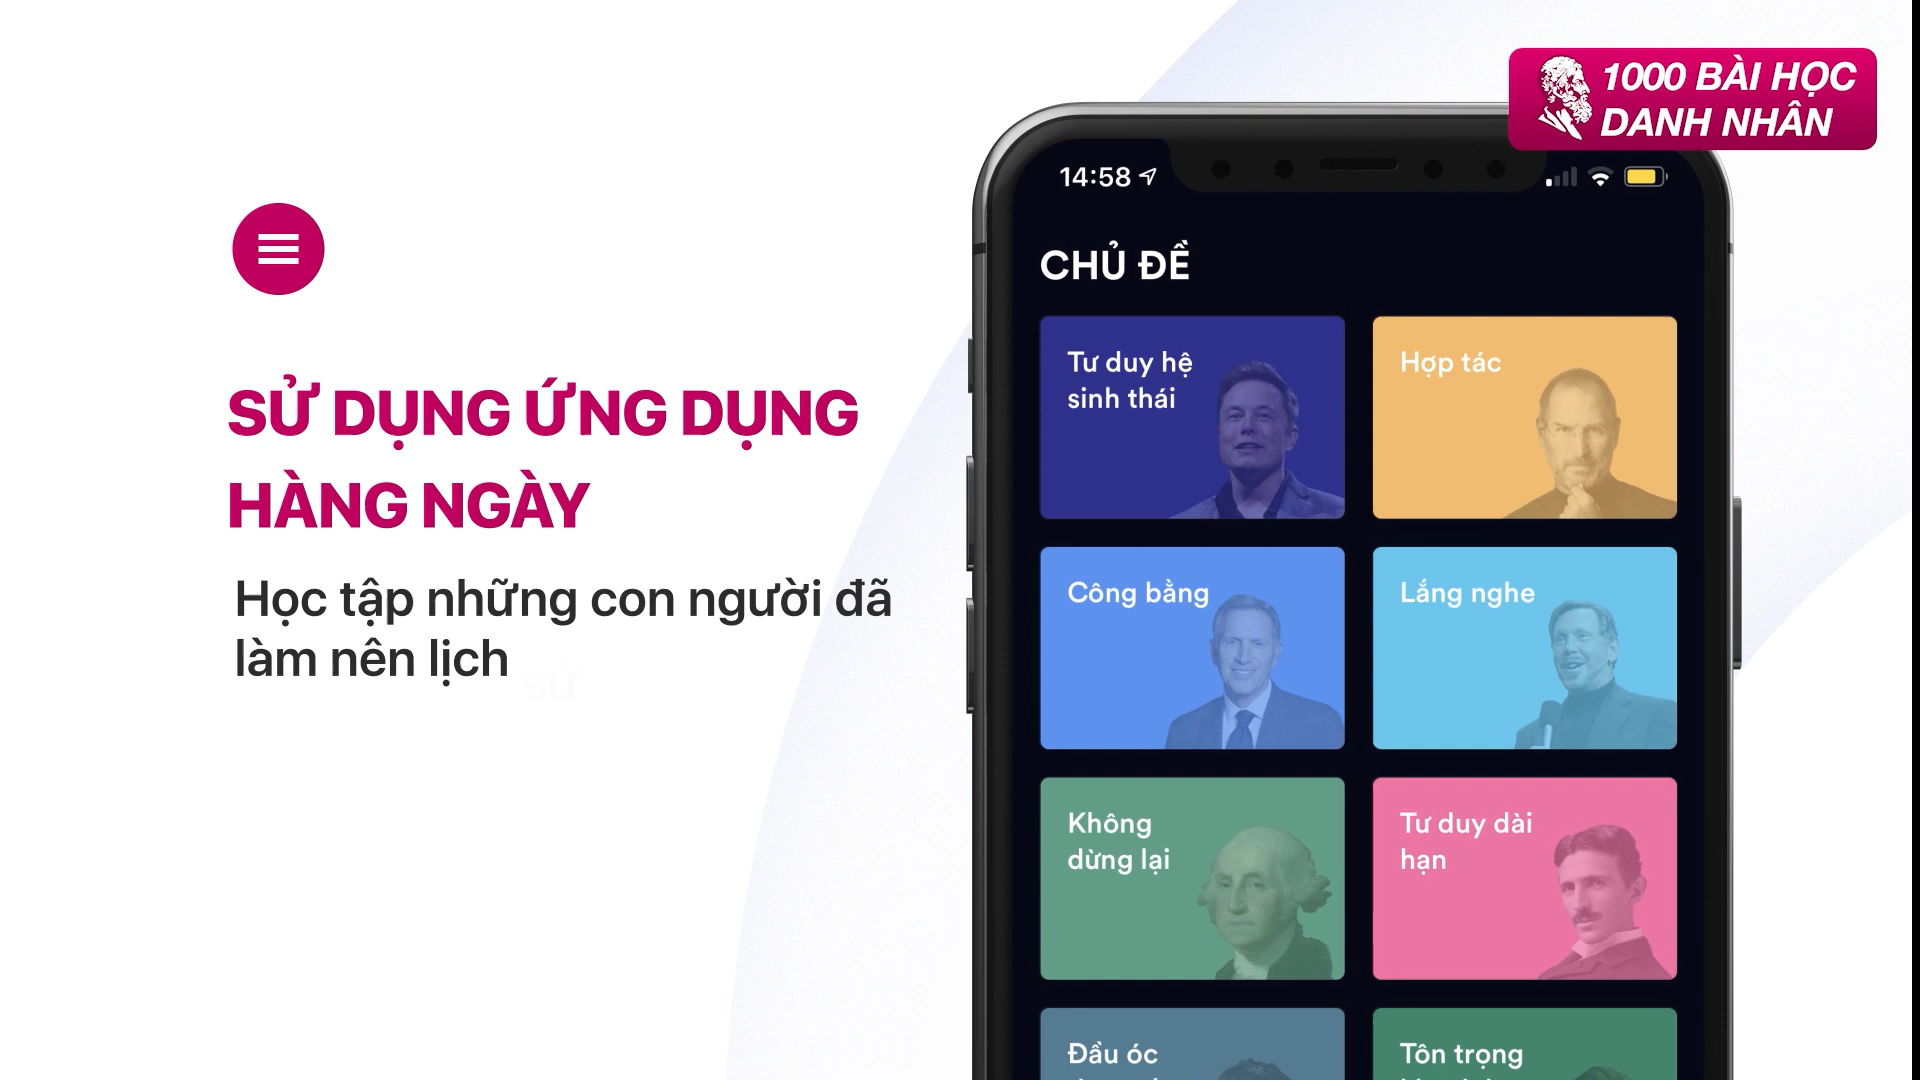 1000 BÀI HỌC
DANH NHÂN
14:58
SỬ DỤNG ỨNG DỤNG
HÀNG NGÀY
Học tập những con người đã
làm nên lịch sử
CHỦ ĐỀ
Tư duy hệ
sinh thái
Hợp tác
Công bằng
Lắng nghe
Không
dừng lại
Tư duy dài
hạn
Đầu óc
Tôn trọng